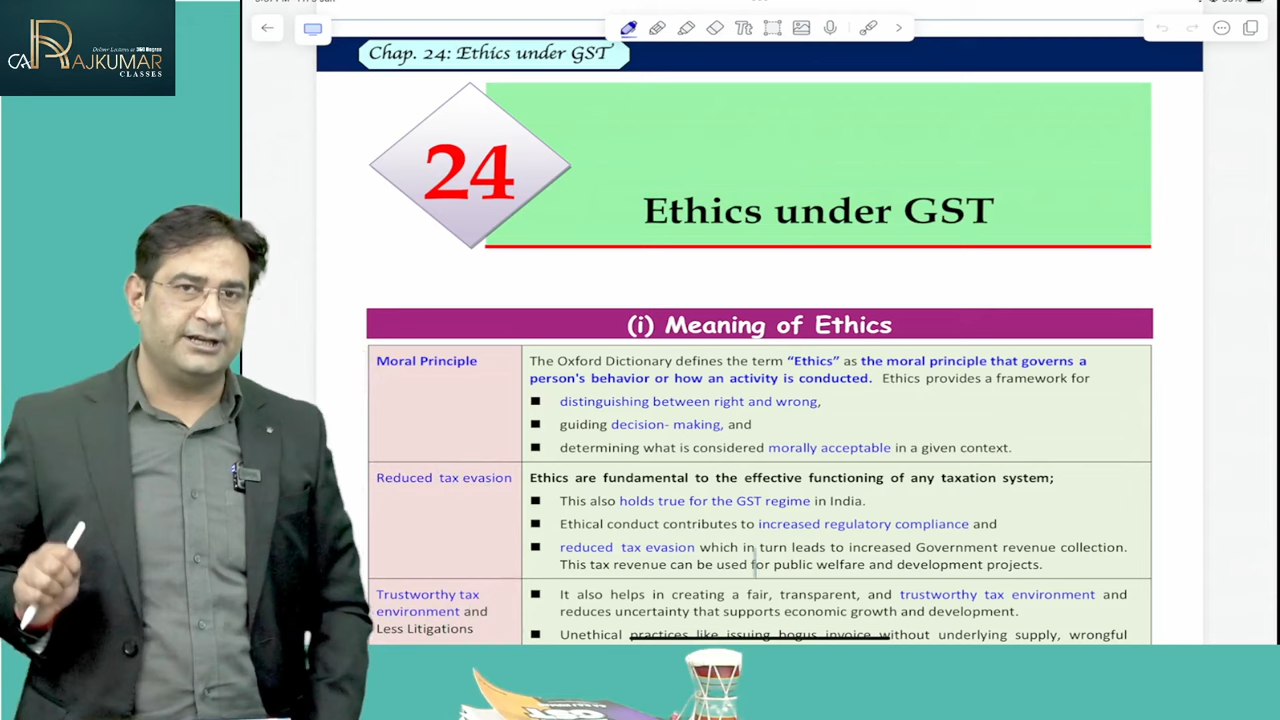 Deliver Lectures at 360 Degree
CA RAJKUMAR
CLASSES
Tt
Chap. 24: Ethics under GST
24
Ethics under GST
(i) Meaning of Ethics
Moral Principle
The Oxford Dictionary defines the term “Ethics” as the moral principle that governs a
person's behavior or how an activity is conducted. Ethics provides a framework for
distinguishing between right and wrong,
guiding decision- making, and
determining what is considered morally acceptable in a given context.
Reduced tax evasion
Ethics are fundamental to the effective functioning of any taxation system;
This also holds true for the GST regime in India.
Ethical conduct contributes to increased regulatory compliance and
reduced tax evasion which in turn leads to increased Government revenue collection.
This tax revenue can be used for public welfare and development projects.
Trustworthy tax
environment and
Less Litigations
It also helps in creating a fair, transparent, and trustworthy tax environment and
reduces uncertainty that supports economic growth and development.
Unethical practices like issuing bogus invoice without underlying supply, wrongful